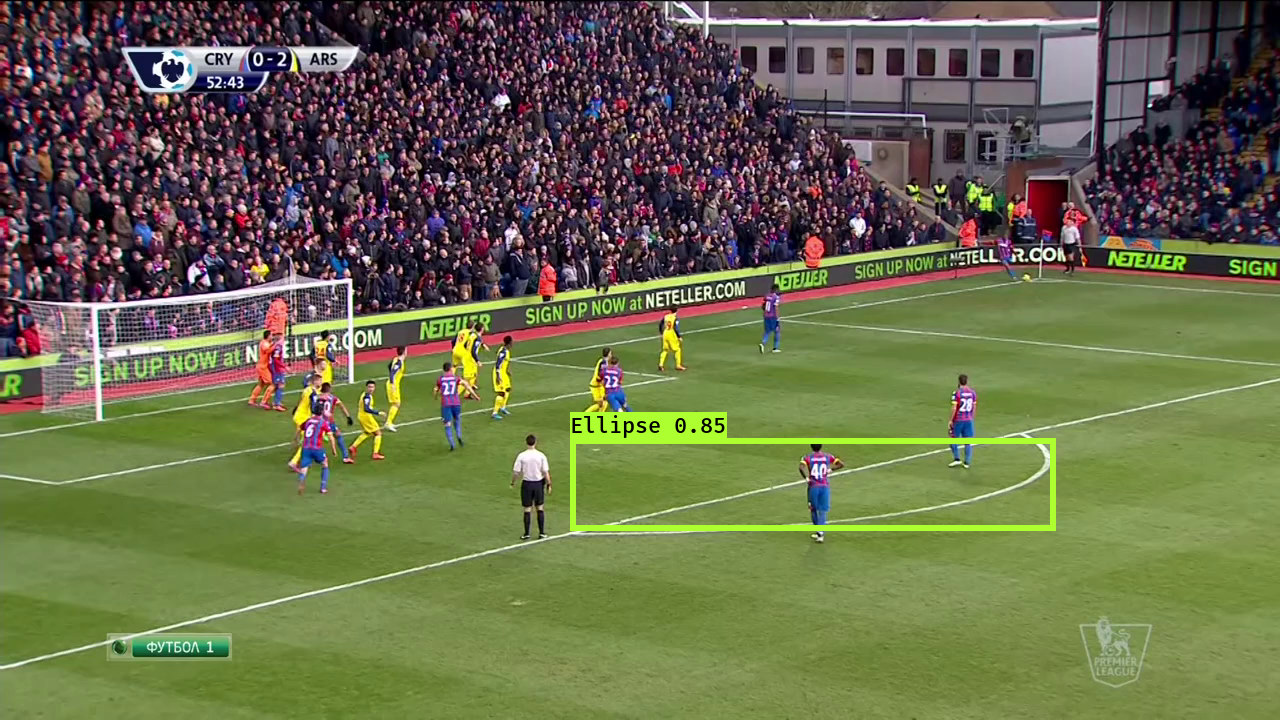 CRY 0-2 ARS
52:43
Ellipse 0.85
R
SIGN UP NOW at NETELLER.COM
NETELLER
SIGN UP NOW at NETELLER.COM
NETELLER
SIGN UP NOW at NETELLER.COM
NETELLER
SIGN
27
22
28
40
6
ФУТБОЛ 1
PREMIER
LEAGUE